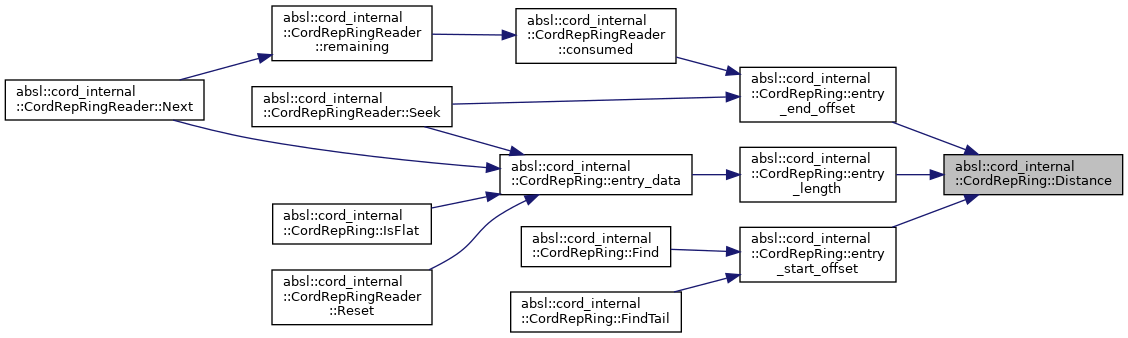 absl::cord_internal
::CordRepRingReader
::remaining
absl::cord_internal
::CordRepRingReader
::consumed
absl::cord_internal
::CordRepRing::entry
_end_offset
absl::cord_internal
::CordRepRingReader::Next
absl::cord_internal
::CordRepRingReader::Seek
absl::cord_internal
::CordRepRing::entry_data
absl::cord_internal
::CordRepRing::entry
_length
absl::cord_internal
::CordRepRing::Distance
absl::cord_internal
::CordRepRing::IsFlat
absl::cord_internal
::CordRepRing::Find
absl::cord_internal
::CordRepRing::entry
_start_offset
absl::cord_internal
::CordRepRingReader
::Reset
absl::cord_internal
::CordRepRing::FindTail